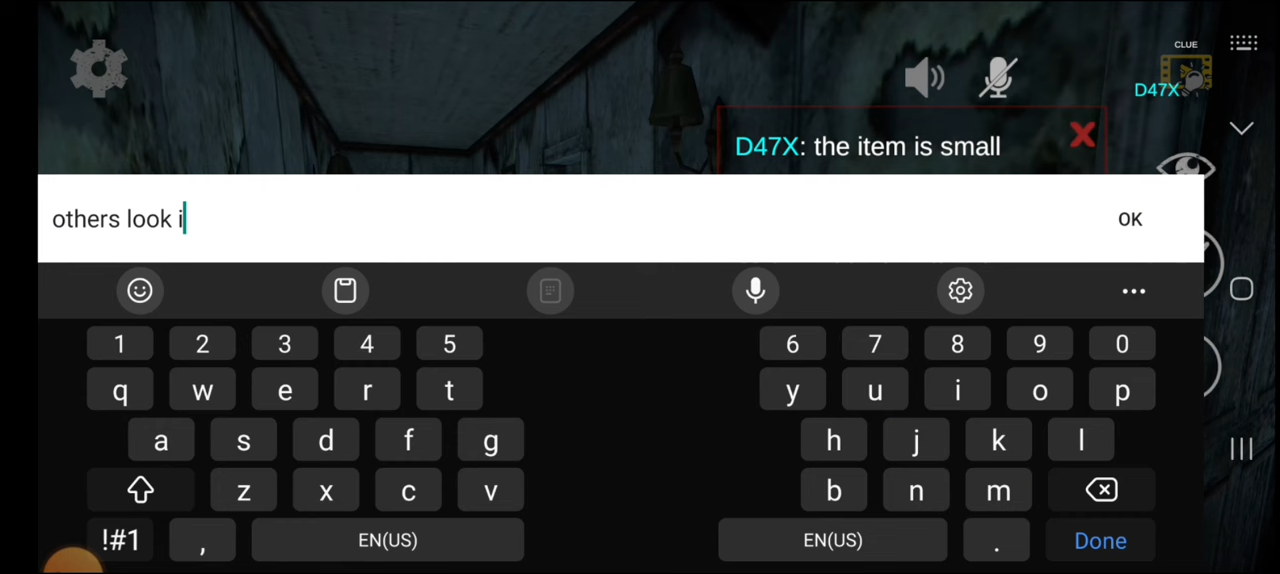 CLUE
D47X
D47X: the item is small
others look i
OK
1 2 3 4 5 6 7 8 9 0
q w e r t y u i o p
a s d f g h j k l
z x c v b n m
!#1 , EN(US) EN(US) . Done